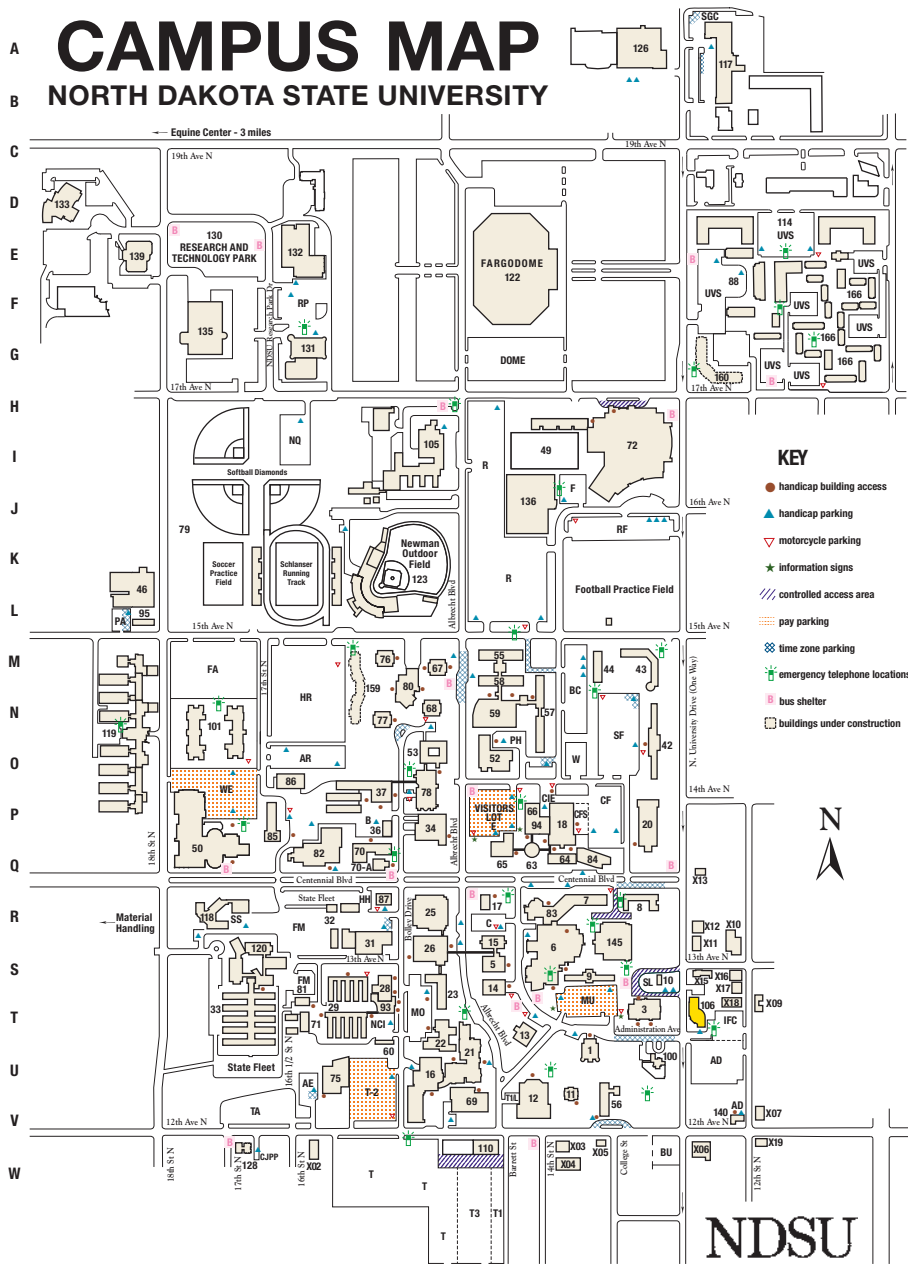 CAMPUS MAP
NORTH DAKOTA STATE UNIVERSITY
A
B
C
D
E
F
G
H
I
J
K
L
M
N
O
P
Q
R
S
T
U
V
W
126
SGC
117
Equine Center - 3 miles
19th Ave N
19th Ave N
133
139
B
130
RESEARCH AND
TECHNOLOGY PARK
B
132
RP
NDSU Research Park Dr
135
131
17th Ave N
FARGODOME
122
DOME
114
UVS
B
88
UVS
UVS
166
UVS
UVS
166
166
UVS
UVS
B
160
17th Ave N
NQ
Softball Diamonds
79
Soccer
Practice
Field
Schlanser
Running
Track
105
B
Newman
Outdoor
Field
123
Albrecht Blvd
R
49
72
B
136
F
RF
16th Ave N
R
Football Practice Field
46
PA
95
15th Ave N
15th Ave N
KEY
handicap building access
handicap parking
motorcycle parking
information signs
controlled access area
pay parking
time zone parking
emergency telephone locations
B bus shelter
buildings under construction
FA
17th St N
HR
159
76
80
67
B
77
68
119
101
AR
53
WE
86
37
78
50
85
82
B
36
70
70-A
34
B
B
18th St N
Albrecht Blvd
Centennial Blvd
55
58
59
57
PH
52
BC
44
43
SF
42
W
N. University Drive (One Way)
14th Ave N
B
VISITORS
LOT
E
CIE
66
94
18
CFS
CF
20
65
63
64
84
B
Centennial Blvd
X13
N
Material
Handling
118
SS
State Fleet
HH
87
32
FM
31
13th Ave N
Bolley Drive
25
26
B
17
C
15
5
14
83
7
8
6
145
X12
X10
X11
13th Ave N
120
33
FM
81
29
28
93
71
NCI
MO
23
B
B
B
9
MU
SL
10
3
B
X15
X16
X17
X18
106
IFC
X09
Administration Ave
State Fleet
16th 1/2 St N
60
22
21
16
75
T-2
AE
TA
69
Albrecht Blvd
13
1
100
T1L
12
11
56
AD
AD
140
X07
12th Ave N
12th Ave N
B
128
CJPP
X02
18th St N
17th St N
16th St N
T
T
T
110
T3
T1
Barrett St
B
14th St N
X03
X04
X05
College St
BU
X06
12th St N
X19
NDSU